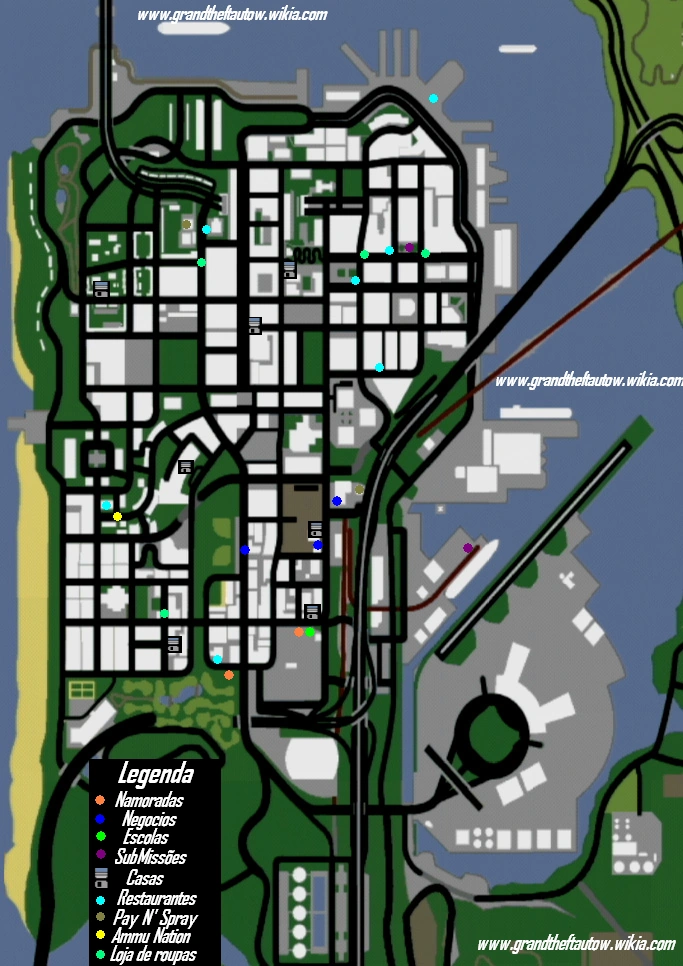 www.grandtheftautow.wikia.com
www.grandtheftautow.wikia.com
Legenda
Namoradas
Negocios
Escolas
SubMissões
Casas
Restaurantes
Pay N' Spray
Ammu Nation
Loja de roupas
www.grandtheftautow.wikia.com